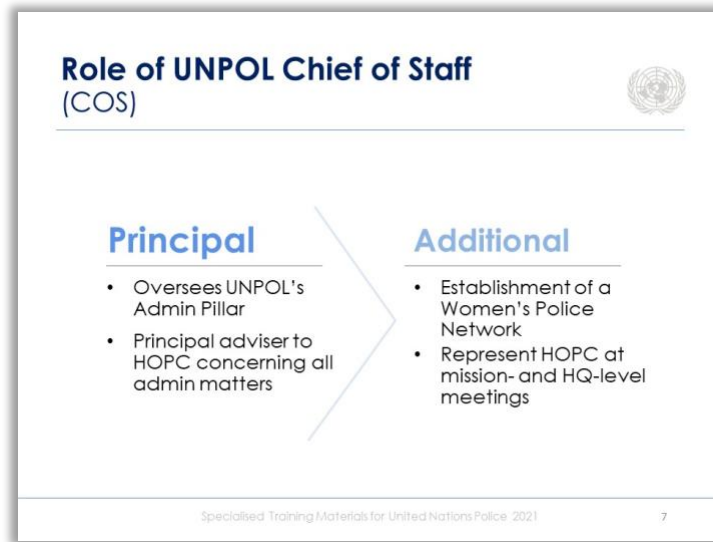 Role of UNPOL Chief of Staff
(COS)
Principal
• Oversees UNPOL's
Admin Pillar
• Principal adviser to
HOPC concerning all
admin matters
Additional
• Establishment of a
Women's Police
Network
• Represent HOPC at
mission- and HQ-level
meetings
Specialised Training Materials for United Nations Police 2021
7